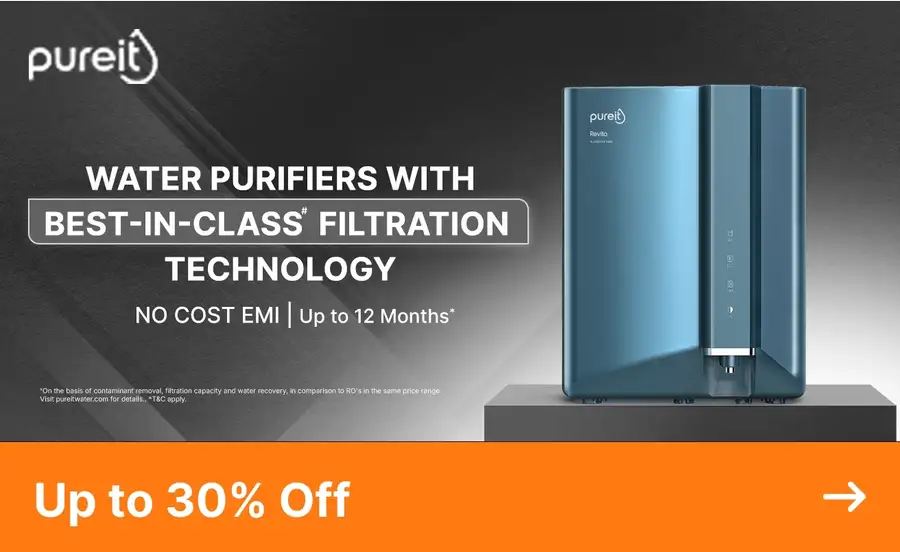 pureit
WATER PURIFIERS WITH
BEST-IN-CLASS# FILTRATION
TECHNOLOGY
NO COST EMI | Up to 12 Months*
#On the basis of contaminant removal, filtration capacity and water recovery, in comparison to RO's in the same price range
Visit pureitwater.com for details., *T&C apply.
pureit
Revito
Up to 30% Off